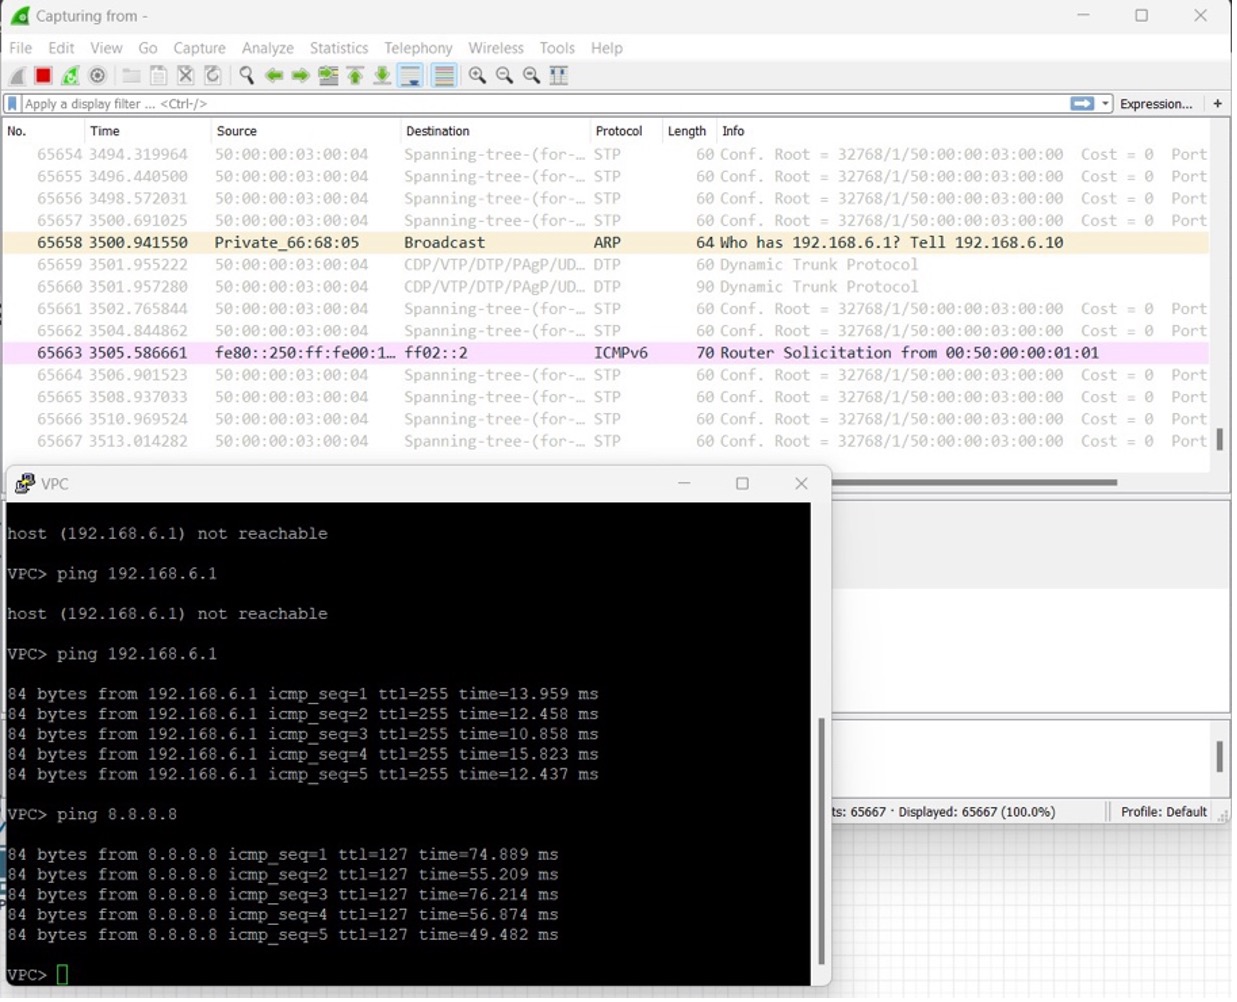 Capturing from -
File Edit View Go Capture Analyze Statistics Telephony Wireless Tools Help
Apply a display filter ... <Ctrl-/> Expression... +
No. Time Source Destination Protocol Length Info
65654 3494.319964 50:00:00:03:00:04 Spanning-tree-(for-… STP 60 Conf. Root = 32768/1/50:00:00:03:00:00 Cost = 0 Port
65655 3496.440500 50:00:00:03:00:04 Spanning-tree-(for-… STP 60 Conf. Root = 32768/1/50:00:00:03:00:00 Cost = 0 Port
65656 3498.572031 50:00:00:03:00:04 Spanning-tree-(for-… STP 60 Conf. Root = 32768/1/50:00:00:03:00:00 Cost = 0 Port
65657 3500.691025 50:00:00:03:00:04 Spanning-tree-(for-… STP 60 Conf. Root = 32768/1/50:00:00:03:00:00 Cost = 0 Port
65658 3500.941550 Private_66:68:05 Broadcast ARP 64 Who has 192.168.6.1? Tell 192.168.6.10
65659 3501.955222 50:00:00:03:00:04 CDP/VTP/DTP/PAgP/UD… DTP 60 Dynamic Trunk Protocol
65660 3501.957280 50:00:00:03:00:04 CDP/VTP/DTP/PAgP/UD… DTP 90 Dynamic Trunk Protocol
65661 3502.765844 50:00:00:03:00:04 Spanning-tree-(for-… STP 60 Conf. Root = 32768/1/50:00:00:03:00:00 Cost = 0 Port
65662 3504.844862 50:00:00:03:00:04 Spanning-tree-(for-… STP 60 Conf. Root = 32768/1/50:00:00:03:00:00 Cost = 0 Port
65663 3505.586661 fe80::250:ff:fe00:1… ff02::2 ICMPv6 70 Router Solicitation from 00:50:00:00:01:01
65664 3506.901523 50:00:00:03:00:04 Spanning-tree-(for-… STP 60 Conf. Root = 32768/1/50:00:00:03:00:00 Cost = 0 Port
65665 3508.937033 50:00:00:03:00:04 Spanning-tree-(for-… STP 60 Conf. Root = 32768/1/50:00:00:03:00:00 Cost = 0 Port
65666 3510.969524 50:00:00:03:00:04 Spanning-tree-(for-… STP 60 Conf. Root = 32768/1/50:00:00:03:00:00 Cost = 0 Port
65667 3513.014282 50:00:00:03:00:04 Spanning-tree-(for-… STP 60 Conf. Root = 32768/1/50:00:00:03:00:00 Cost = 0 Port
VPC
host (192.168.6.1) not reachable
VPC> ping 192.168.6.1
host (192.168.6.1) not reachable
VPC> ping 192.168.6.1
84 bytes from 192.168.6.1 icmp_seq=1 ttl=255 time=13.959 ms
84 bytes from 192.168.6.1 icmp_seq=2 ttl=255 time=12.458 ms
84 bytes from 192.168.6.1 icmp_seq=3 ttl=255 time=10.858 ms
84 bytes from 192.168.6.1 icmp_seq=4 ttl=255 time=15.823 ms
84 bytes from 192.168.6.1 icmp_seq=5 ttl=255 time=12.437 ms
VPC> ping 8.8.8.8
84 bytes from 8.8.8.8 icmp_seq=1 ttl=127 time=74.889 ms
84 bytes from 8.8.8.8 icmp_seq=2 ttl=127 time=55.209 ms
84 bytes from 8.8.8.8 icmp_seq=3 ttl=127 time=76.214 ms
84 bytes from 8.8.8.8 icmp_seq=4 ttl=127 time=56.874 ms
84 bytes from 8.8.8.8 icmp_seq=5 ttl=127 time=49.482 ms
VPC>
ts: 65667 · Displayed: 65667 (100.0%) Profile: Default